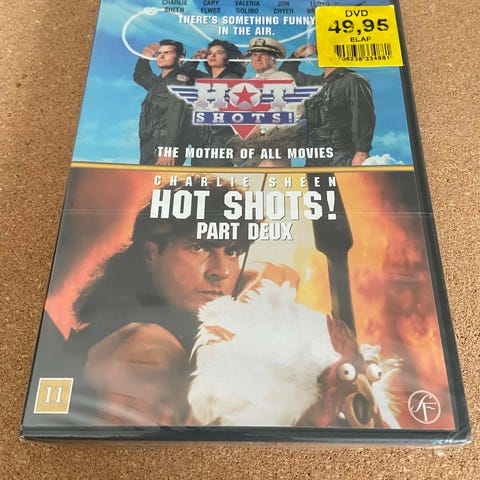 CHARLIE SHEEN CARY ELWES VALERIA GOLINO JON CRYER LLOYD
THERE'S SOMETHING FUNNY
IN THE AIR.
DVD
49,95
ELAP
HOT
SHOTS!
THE MOTHER OF ALL MOVIES
CHARLIE SHEEN
HOT SHOTS!
PART DEUX
11
SF